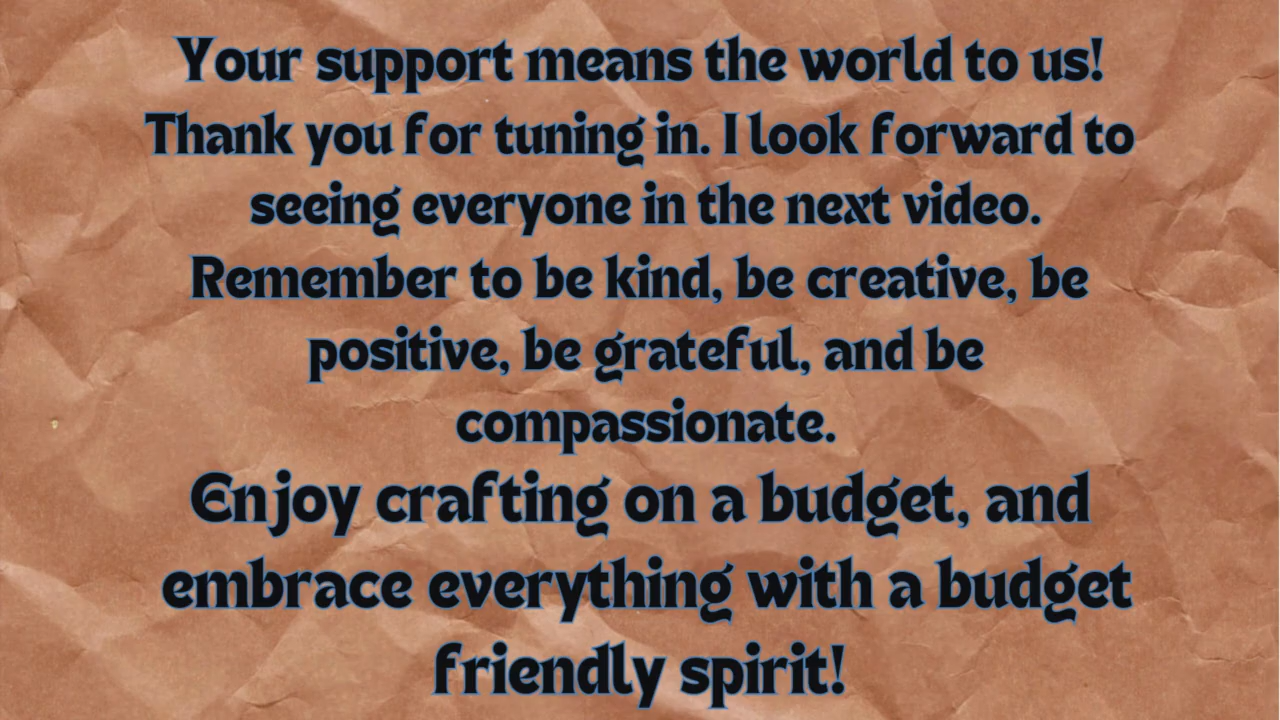 Your support means the world to us!
Thank you for tuning in. I look forward to
seeing everyone in the next video.
Remember to be kind, be creative, be
positive, be grateful, and be
compassionate.
Enjoy crafting on a budget, and
embrace everything with a budget
friendly spirit!